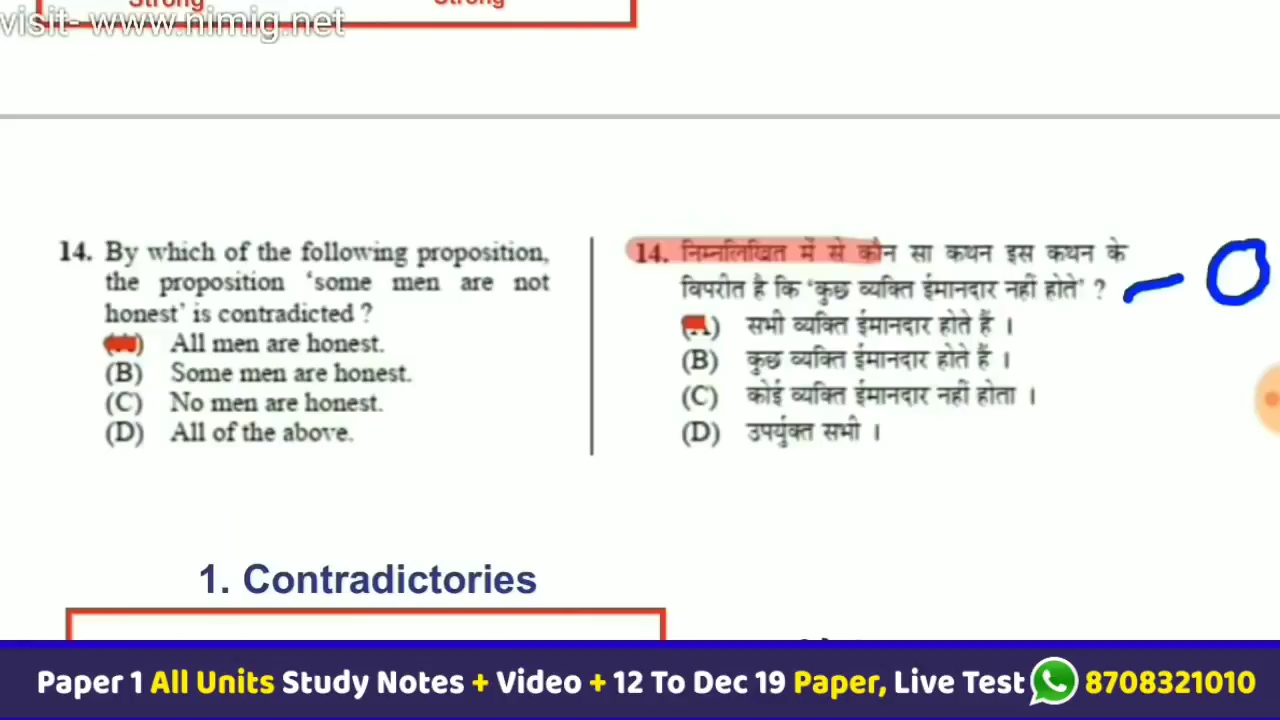 Strong Strong
visit- www.nimig.net
14. By which of the following proposition,
the proposition 'some men are not
honest' is contradicted ?
All men are honest.
(B) Some men are honest.
(C) No men are honest.
(D) All of the above.
14. निम्नलिखित में से कौन सा कथन इस कथन के
विपरीत है कि 'कुछ व्यक्ति ईमानदार नहीं होते' ?
(A) सभी व्यक्ति ईमानदार होते हैं ।
(B) कुछ व्यक्ति ईमानदार होते हैं ।
(C) कोई व्यक्ति ईमानदार नहीं होता ।
(D) उपर्युक्त सभी ।
- O
1. Contradictories
Paper 1 All Units Study Notes + Video + 12 To Dec 19 Paper, Live Test 8708321010